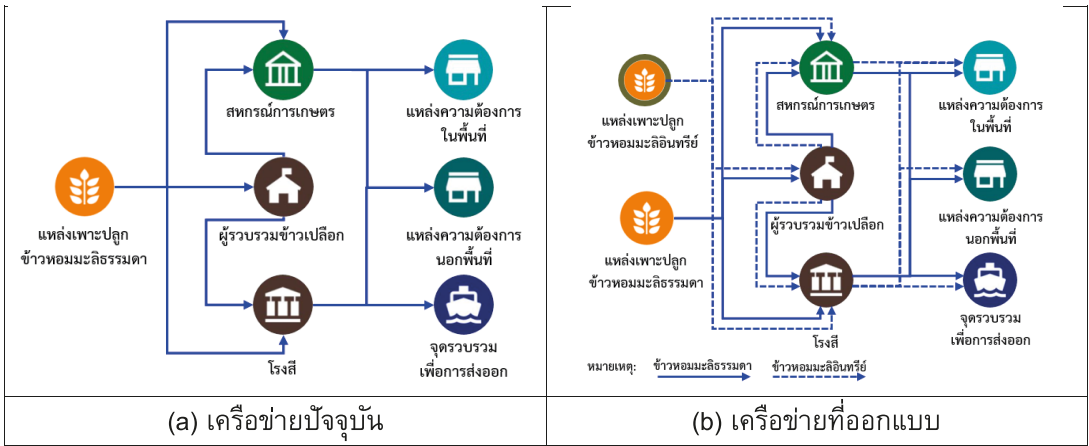 สหกรณ์การเกษตร
แหล่งความต้องการ
ในพื้นที่
แหล่งเพาะปลูก
ข้าวหอมมะลิธรรมดา
ผู้รวบรวมข้าวเปลือก
แหล่งความต้องการ
นอกพื้นที่
โรงสี
จุดรวบรวม
เพื่อการส่งออก
(a) เครือข่ายปัจจุบัน
แหล่งเพาะปลูก
ข้าวหอมมะลิอินทรีย์
สหกรณ์การเกษตร
แหล่งความต้องการ
ในพื้นที่
แหล่งเพาะปลูก
ข้าวหอมมะลิธรรมดา
ผู้รวบรวมข้าวเปลือก
แหล่งความต้องการ
นอกพื้นที่
โรงสี
จุดรวบรวม
เพื่อการส่งออก
หมายเหตุ: ข้าวหอมมะลิธรรมดา ข้าวหอมมะลิอินทรีย์
(b) เครือข่ายที่ออกแบบ